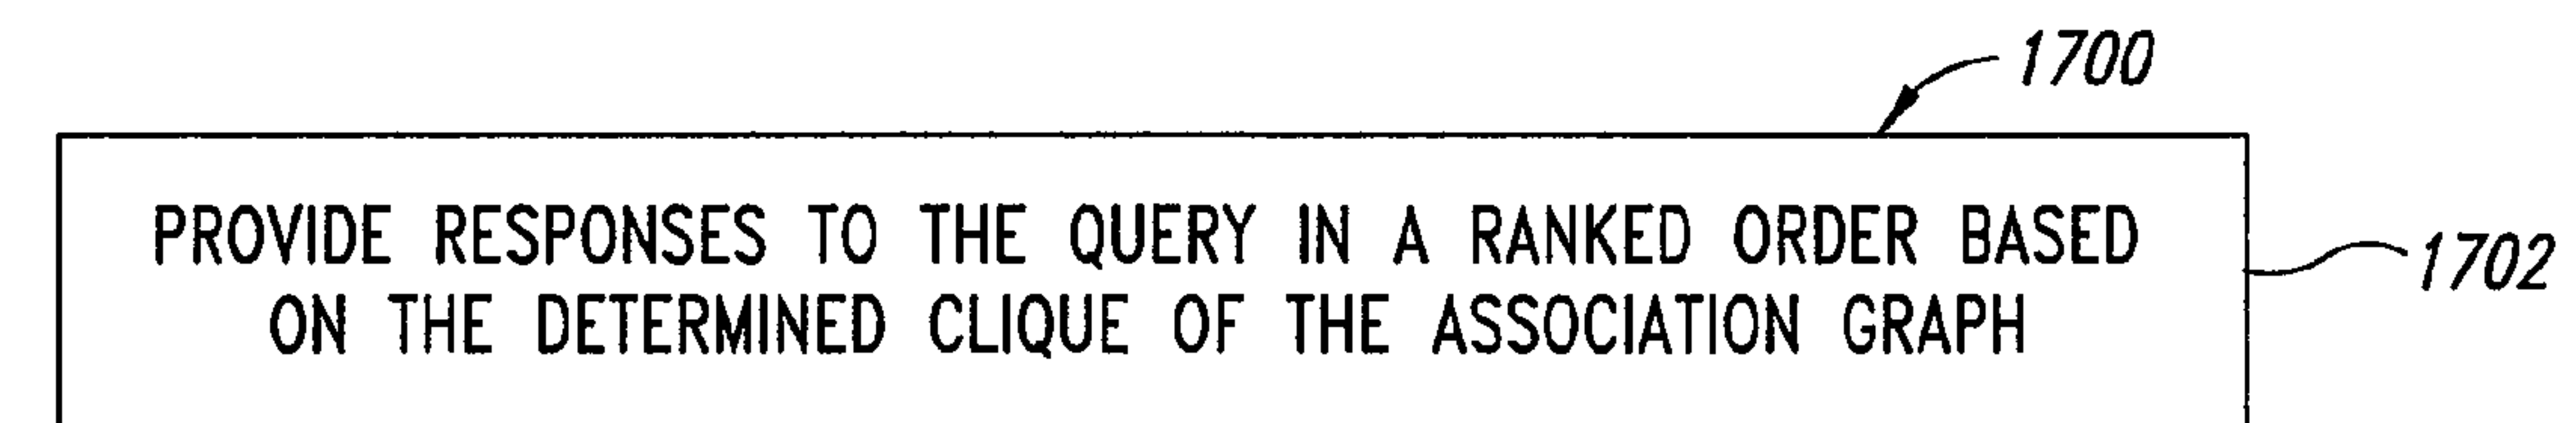 1700
PROVIDE RESPONSES TO THE QUERY IN A RANKED ORDER BASED
ON THE DETERMINED CLIQUE OF THE ASSOCIATION GRAPH
1702